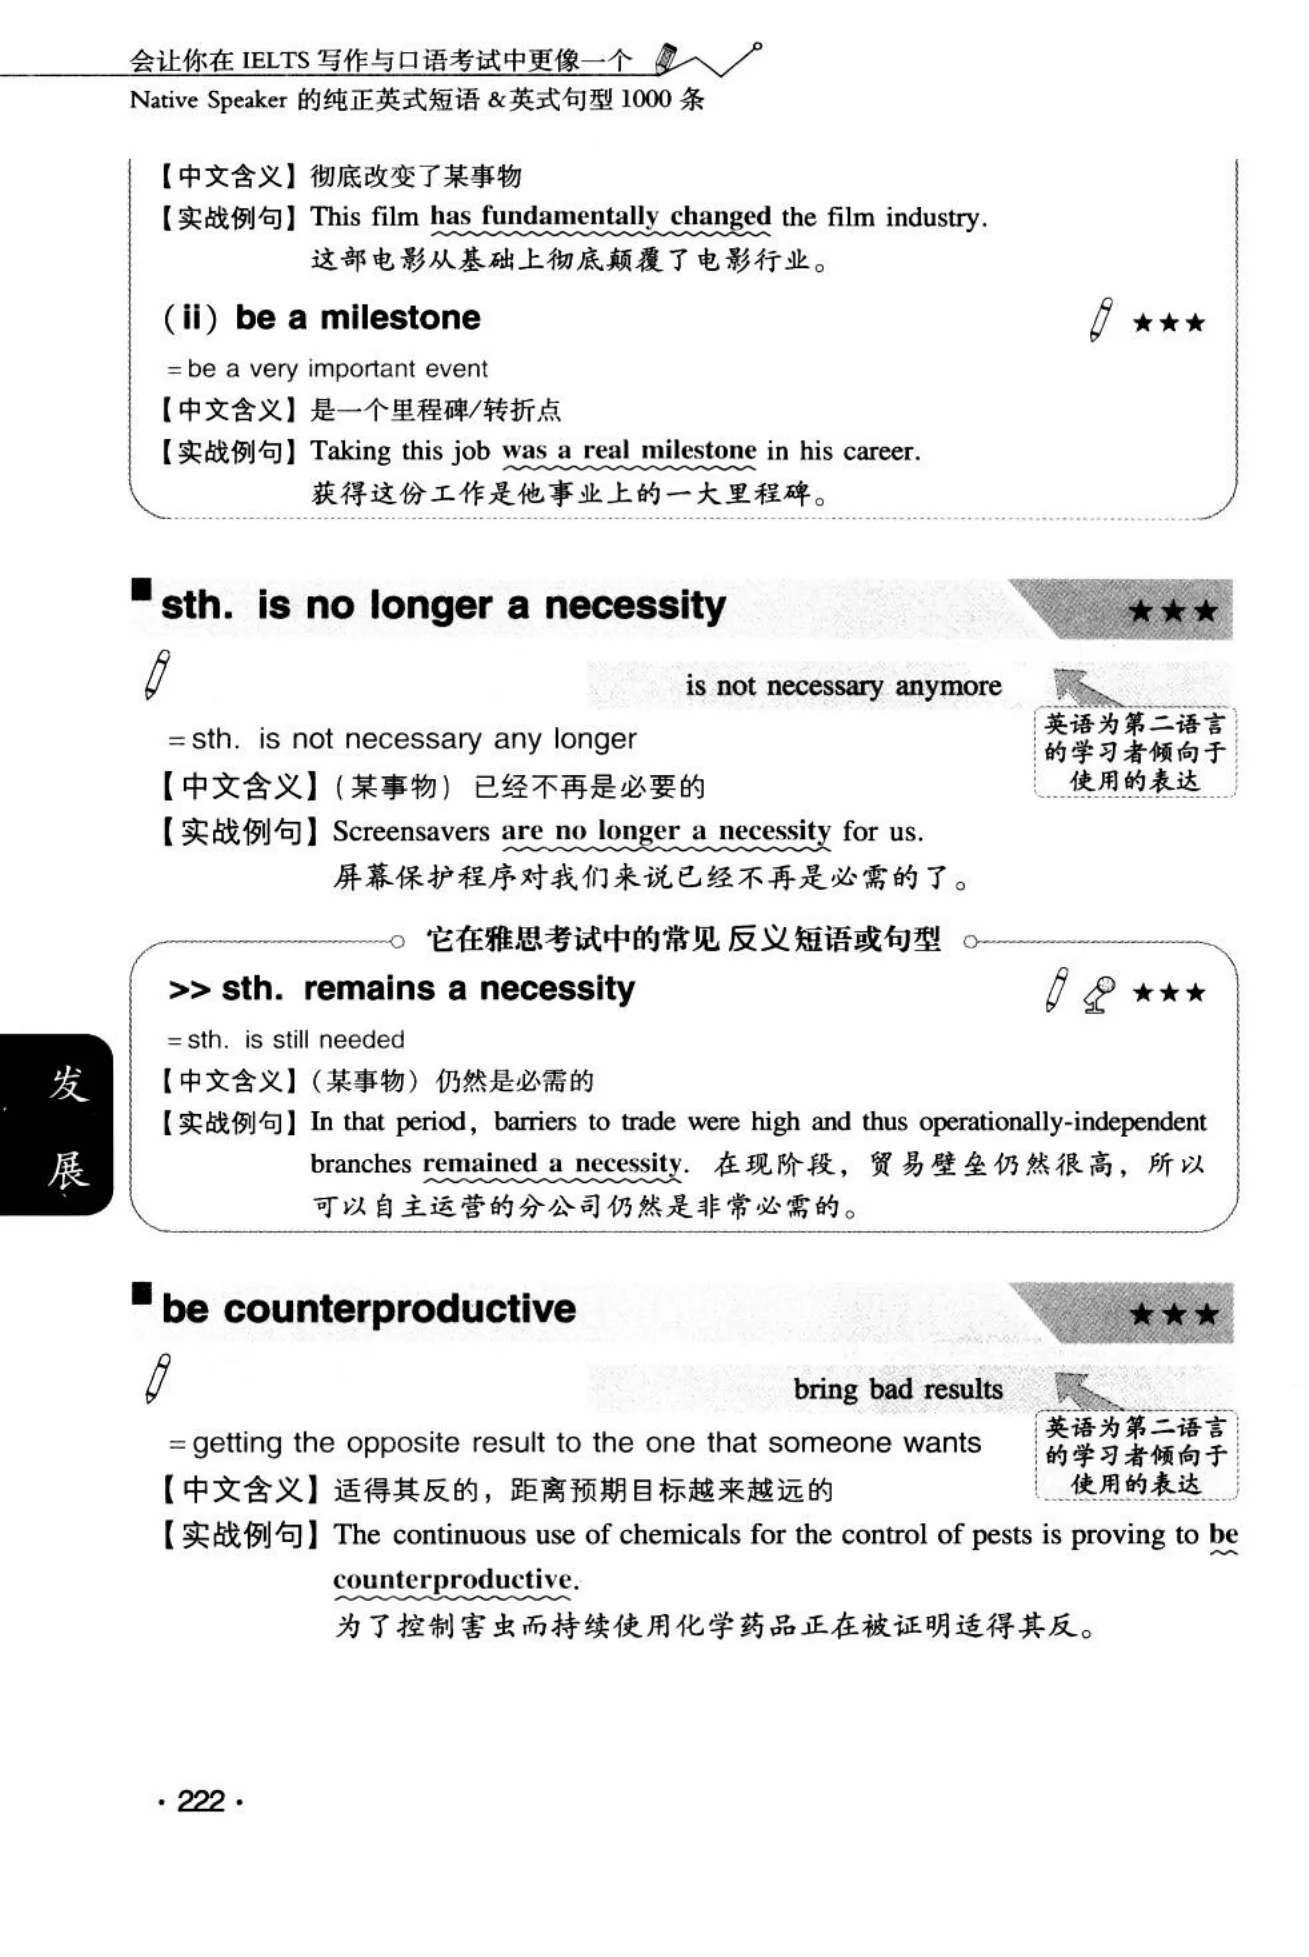 会让你在 IELTS 写作与口语考试中更像一个
Native Speaker 的纯正英式短语 &英式句型 1000 条
【中文含义】彻底改变了某事物
【实战例句】This film has fundamentally changed the film industry.
这部电影从基础上彻底颠覆了电影行业。
(ii) be a milestone ★★★
=be a very important event
【中文含义】是一个里程碑/转折点
【实战例句】Taking this job was a real milestone in his career.
获得这份工作是他事业上的一大里程碑。
■ sth. is no longer a necessity ★★★
is not necessary anymore
英语为第二语言
的学习者倾向于
使用的表达
=sth. is not necessary any longer
【中文含义】(某事物) 已经不再是必要的
【实战例句】Screensavers are no longer a necessity for us.
屏幕保护程序对我们来说已经不再是必需的了。
它在雅思考试中的常见反义短语或句型
>> sth. remains a necessity ★★★
=sth. is still needed
【中文含义】(某事物) 仍然是必需的
【实战例句】In that period, barriers to trade were high and thus operationally-independent
branches remained a necessity. 在现阶段，贸易壁垒仍然很高，所以
可以自主运营的分公司仍然是非常必需的。
发
展
■ be counterproductive ★★★
bring bad results
英语为第二语言
的学习者倾向于
使用的表达
=getting the opposite result to the one that someone wants
【中文含义】适得其反的，距离预期目标越来越远的
【实战例句】The continuous use of chemicals for the control of pests is proving to be
counterproductive.
为了控制害虫而持续使用化学药品正在被证明适得其反。
· 222 ·